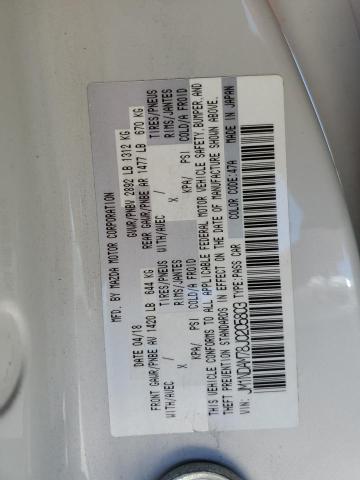 MFD. BY MAZDA MOTOR CORPORATION
DATE 04/18 GVWR/PNBV 2892 LB 1312 KG
FRONT GAWR/PNBE AV 1420 LB 644 KG REAR GAWR/PNBE AR 1477 LB 670 KG
WITH/AVEC TIRES/PNEUS WITH/AVEC TIRES/PNEUS
X RIMS/JANTES X RIMS/JANTES
KPA/ PSI COLD/A FROID KPA/ PSI COLD/A FROID
THIS VEHICLE CONFORMS TO ALL APPLICABLE FEDERAL MOTOR VEHICLE SAFETY, BUMPER, AND
THEFT PREVENTION STANDARDS IN EFFECT ON THE DATE OF MANUFACTURE SHOWN ABOVE.
COLOR CODE: 47A MADE IN JAPAN
VIN: JM1NDAM78J0205603 TYPE: PASS CAR